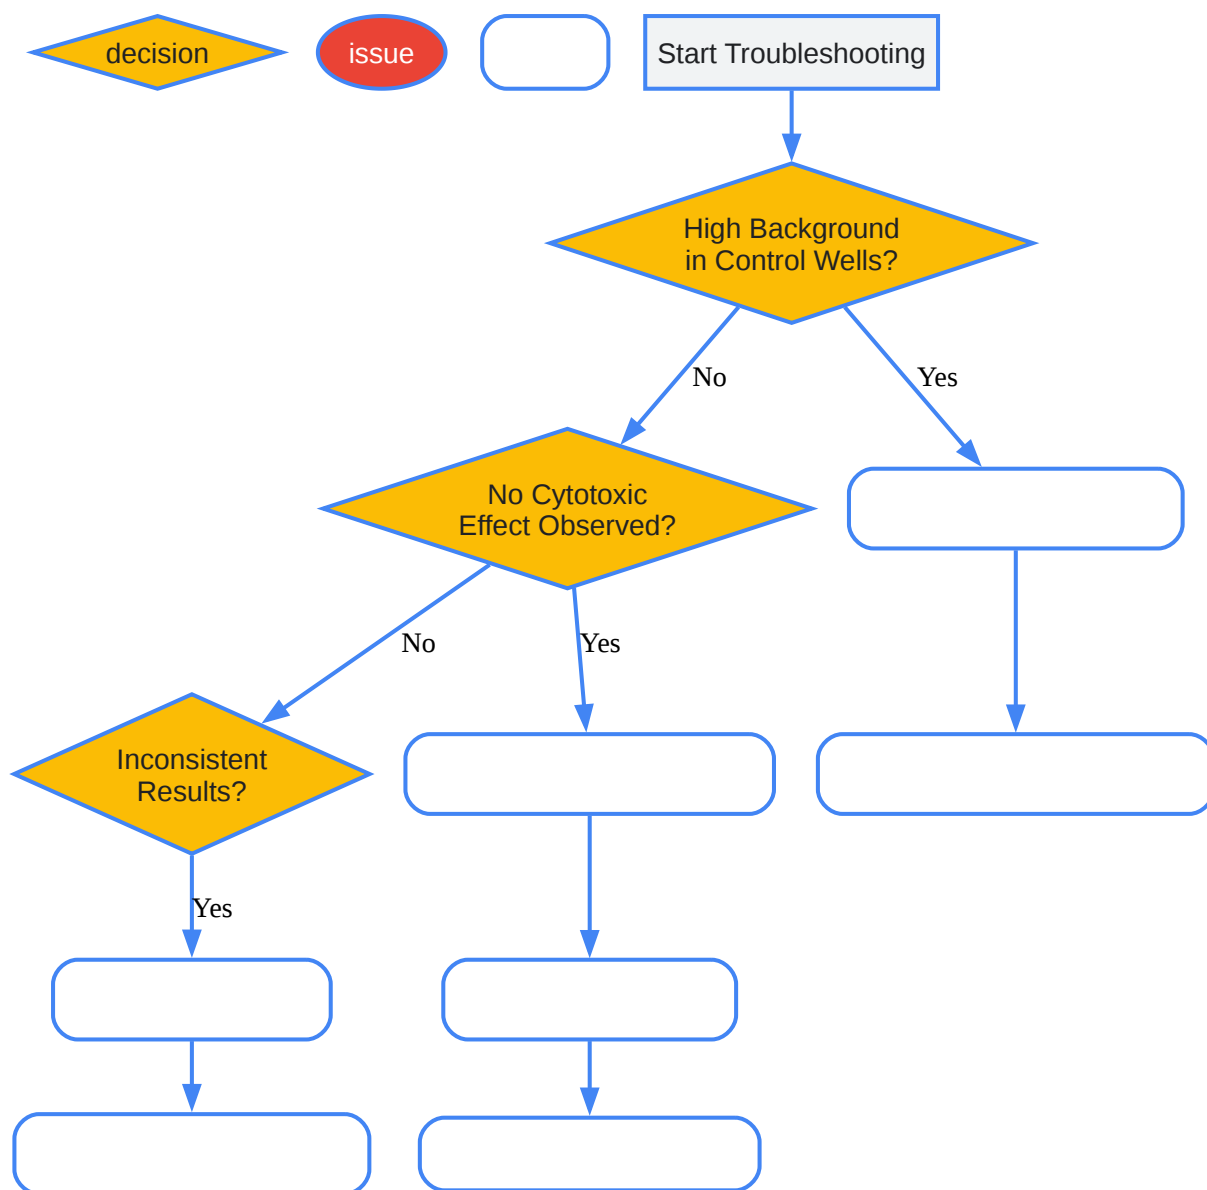 decision
issue
Start Troubleshooting
High Background
in Control Wells?
No
Yes
No Cytotoxic
Effect Observed?
No
Yes
Inconsistent
Results?
Yes